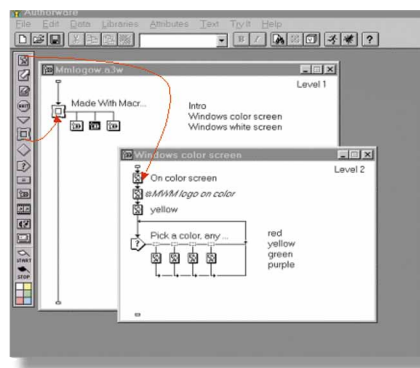 Authorware
File Edit Data Libraries Attributes Text Try It Help
B I
?
Mmlogow.a3w
Level 1
Made With Macr...
Intro
Windows color screen
Windows white screen
EXIT
Windows color screen
Level 2
On color screen
MWM logo on color
yellow
Pick a color, any ...
red
yellow
green
purple
?
START
STOP